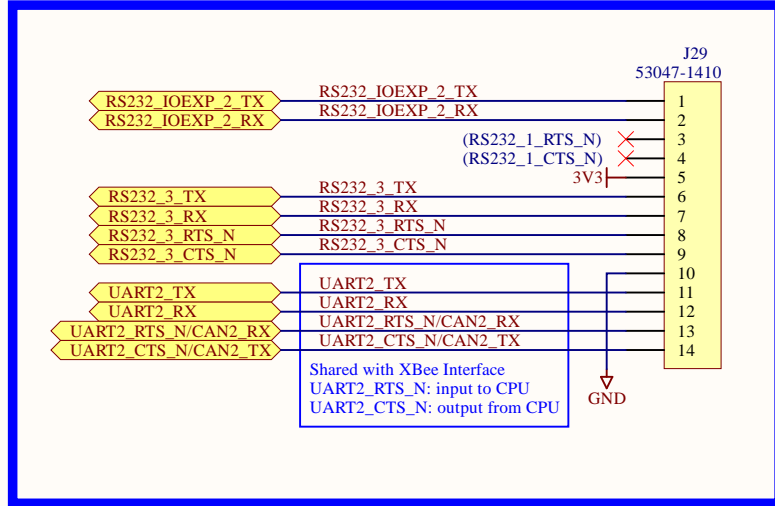 J29
53047-1410
RS232_IOEXP_2_TX RS232_IOEXP_2_TX 1
RS232_IOEXP_2_RX RS232_IOEXP_2_RX 2
(RS232_1_RTS_N) 3
(RS232_1_CTS_N) 4
3V3 5
RS232_3_TX RS232_3_TX 6
RS232_3_RX RS232_3_RX 7
RS232_3_RTS_N RS232_3_RTS_N 8
RS232_3_CTS_N RS232_3_CTS_N 9
10
UART2_TX UART2_TX 11
UART2_RX UART2_RX 12
UART2_RTS_N/CAN2_RX UART2_RTS_N/CAN2_RX 13
UART2_CTS_N/CAN2_TX UART2_CTS_N/CAN2_TX 14
Shared with XBee Interface
UART2_RTS_N: input to CPU
UART2_CTS_N: output from CPU
GND